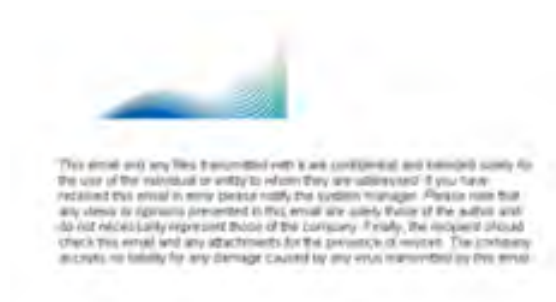 This email and any files transmitted with it are confidential and intended solely for
the use of the individual or entity to whom they are addressed. If you have
received this email in error please notify the system manager. Please note that
any views or opinions presented in this email are solely those of the author and
do not necessarily represent those of the company. Finally, the recipient should
check this email and any attachments for the presence of viruses. The company
accepts no liability for any damage caused by any virus transmitted by this email.